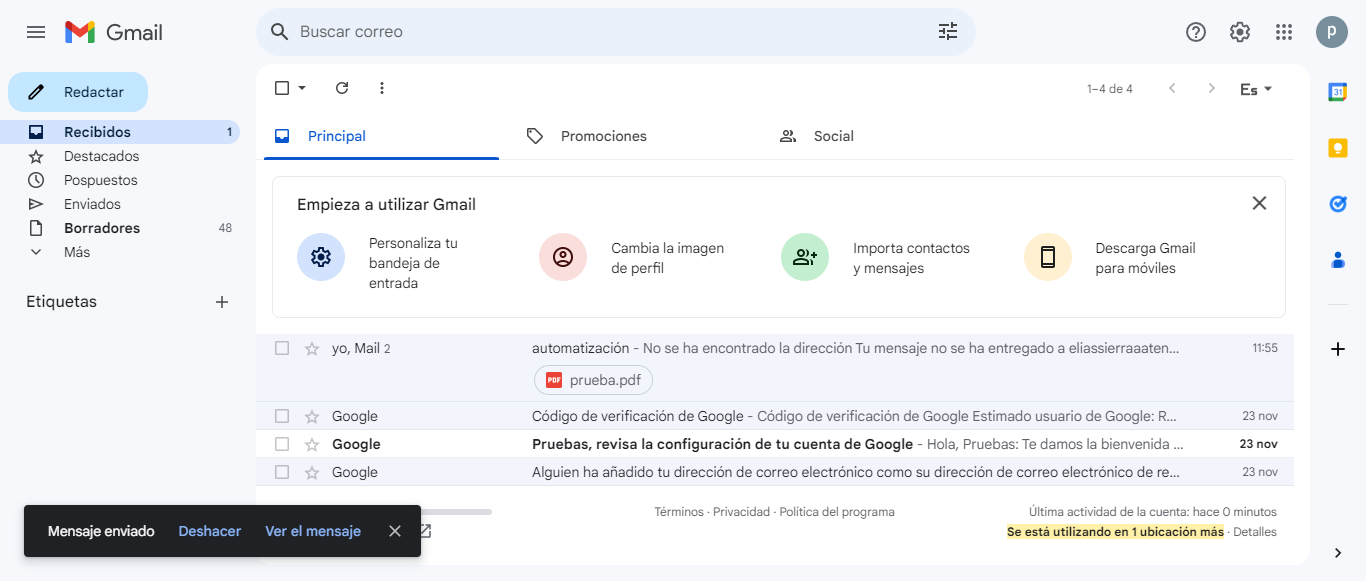 Gmail
Buscar correo
P
Redactar
Recibidos 1
Destacados
Pospuestos
Enviados
Borradores 48
Más
Etiquetas
1–4 de 4
Es
31
Principal
Promociones
Social
Empieza a utilizar Gmail
Personaliza tu
bandeja de
entrada
Cambia la imagen
de perfil
Importa contactos
y mensajes
Descarga Gmail
para móviles
yo, Mail 2 automatización - No se ha encontrado la dirección Tu mensaje no se ha entregado a eliassierraaaten... 11:55
PDF prueba.pdf
Google Código de verificación de Google - Código de verificación de Google Estimado usuario de Google: R... 23 nov
Google Pruebas, revisa la configuración de tu cuenta de Google - Hola, Pruebas: Te damos la bienvenida ... 23 nov
Google Alguien ha añadido tu dirección de correo electrónico como su dirección de correo electrónico de re... 23 nov
Términos · Privacidad · Política del programa
Última actividad de la cuenta: hace 0 minutos
Se está utilizando en 1 ubicación más · Detalles
Mensaje enviado Deshacer Ver el mensaje